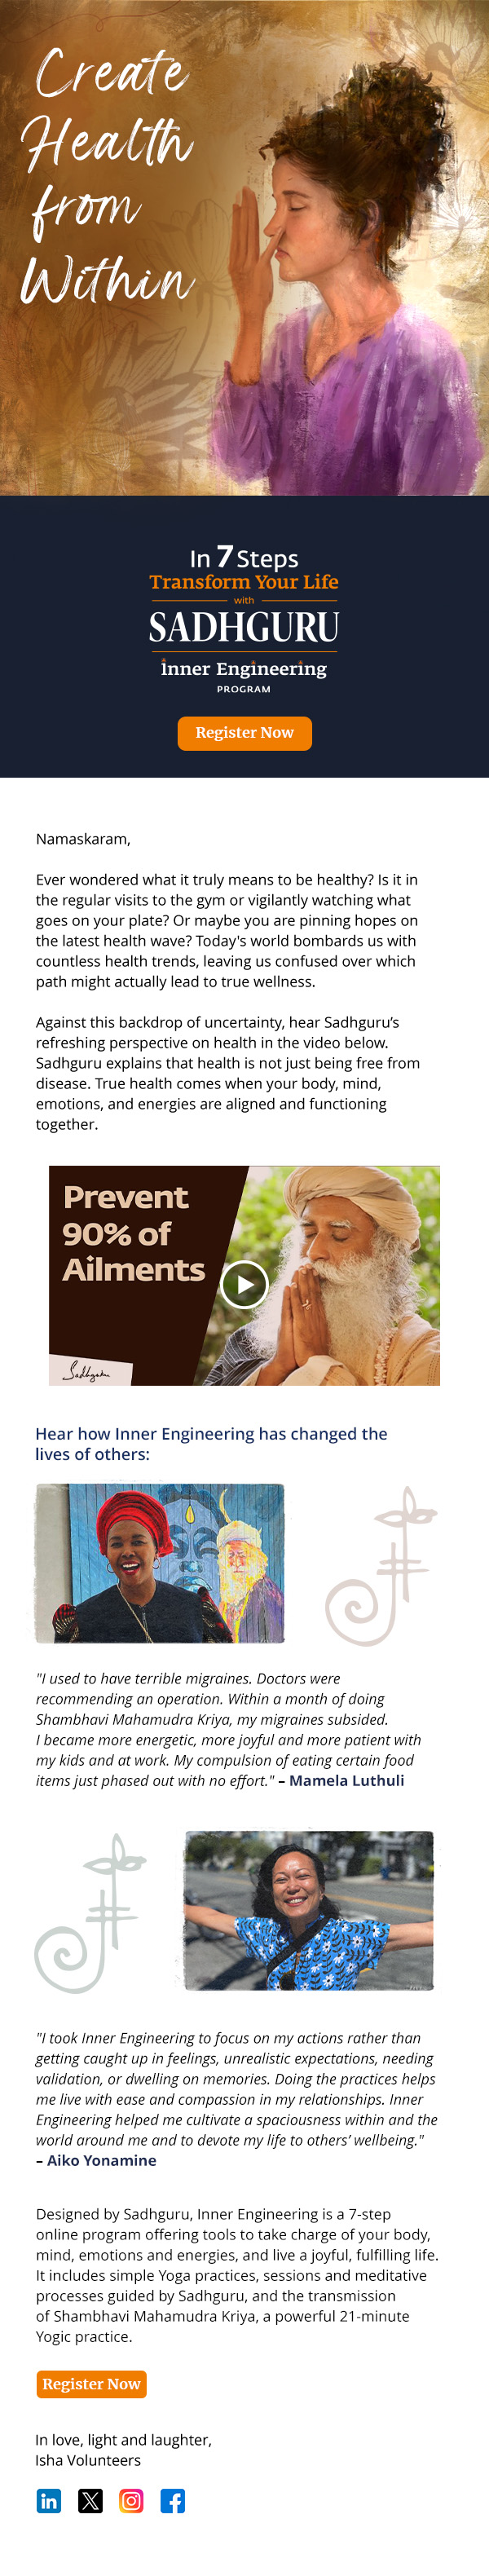 Create
Health
from
Within
In 7 Steps
Transform Your Life
with
SADHGURU
inner Engineering
PROGRAM
Register Now
Namaskaram,
Ever wondered what it truly means to be healthy? Is it in
the regular visits to the gym or vigilantly watching what
goes on your plate? Or maybe you are pinning hopes on
the latest health wave? Today's world bombards us with
countless health trends, leaving us confused over which
path might actually lead to true wellness.
Against this backdrop of uncertainty, hear Sadhguru's
refreshing perspective on health in the video below.
Sadhguru explains that health is not just being free from
disease. True health comes when your body, mind,
emotions, and energies are aligned and functioning
together.
Prevent
90% of
Ailments
Sadhguru
Hear how Inner Engineering has changed the
lives of others:
"I used to have terrible migraines. Doctors were
recommending an operation. Within a month of doing
Shambhavi Mahamudra Kriya, my migraines subsided.
I became more energetic, more joyful and more patient with
my kids and at work. My compulsion of eating certain food
items just phased out with no effort." – Mamela Luthuli
"I took Inner Engineering to focus on my actions rather than
getting caught up in feelings, unrealistic expectations, needing
validation, or dwelling on memories. Doing the practices helps
me live with ease and compassion in my relationships. Inner
Engineering helped me cultivate a spaciousness within and the
world around me and to devote my life to others' wellbeing."
– Aiko Yonamine
Designed by Sadhguru, Inner Engineering is a 7-step
online program offering tools to take charge of your body,
mind, emotions and energies, and live a joyful, fulfilling life.
It includes simple Yoga practices, sessions and meditative
processes guided by Sadhguru, and the transmission
of Shambhavi Mahamudra Kriya, a powerful 21-minute
Yogic practice.
Register Now
In love, light and laughter,
Isha Volunteers